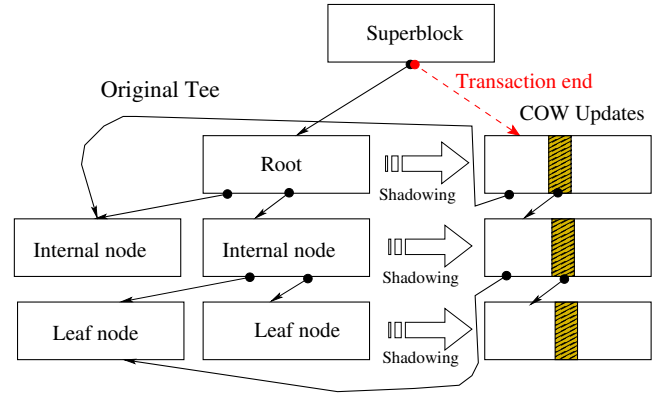 Superblock
Transaction end
Original Tee
COW Updates
Root
Shadowing
Internal node
Internal node
Shadowing
Leaf node
Leaf node
Shadowing